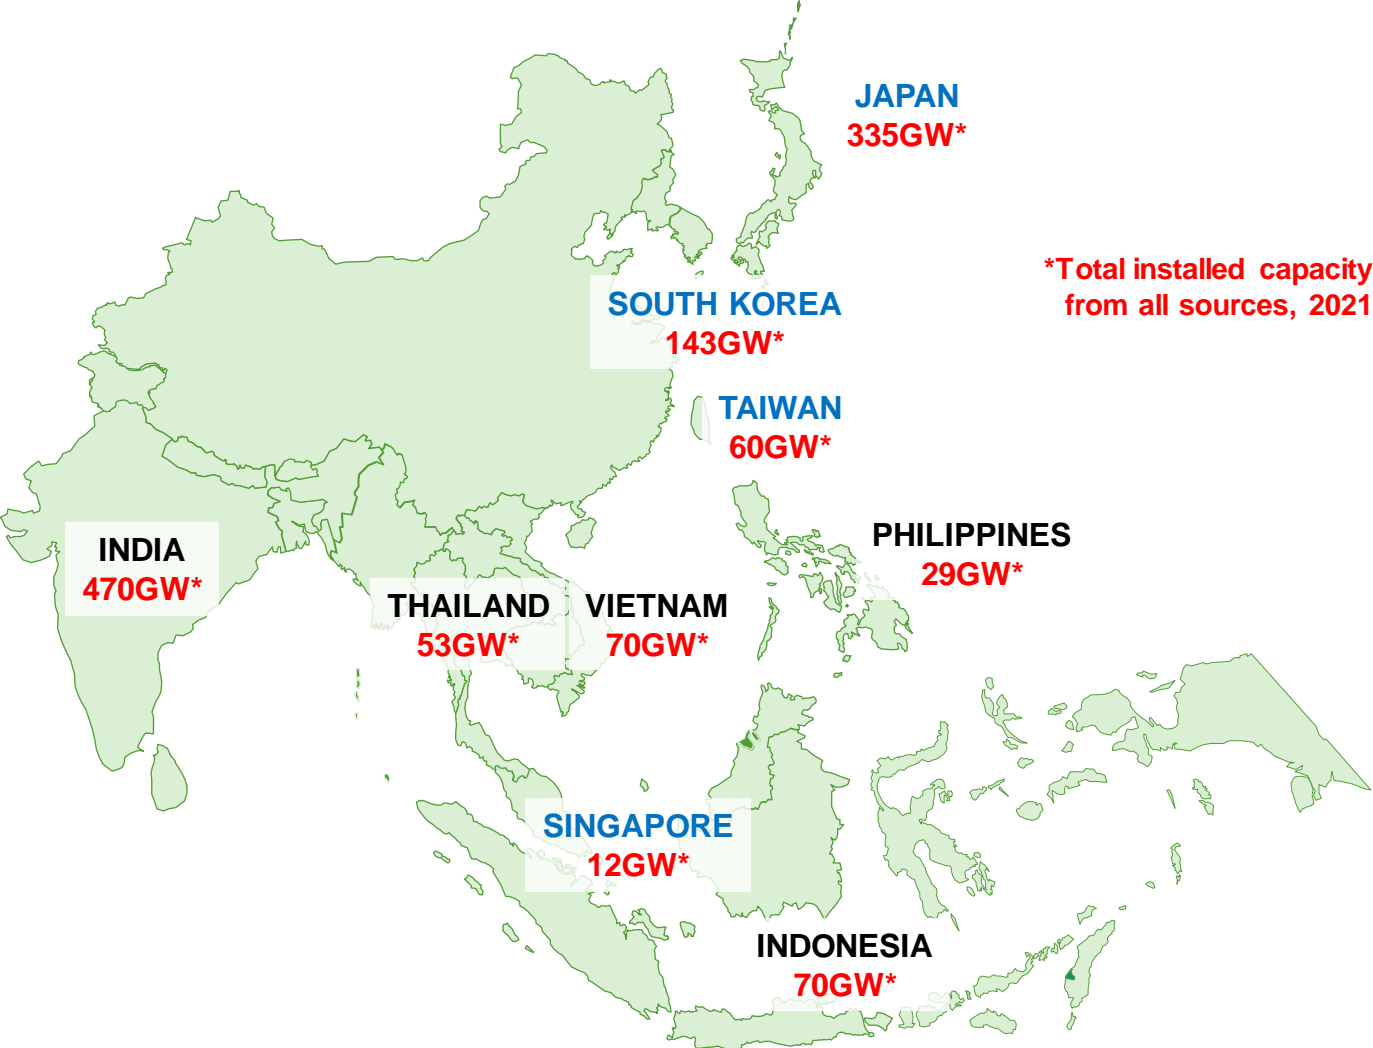 JAPAN
335GW*
*Total installed capacity
from all sources, 2021
SOUTH KOREA
143GW*
TAIWAN
60GW*
PHILIPPINES
29GW*
INDIA
470GW*
THAILAND
53GW*
VIETNAM
70GW*
SINGAPORE
12GW*
INDONESIA
70GW*